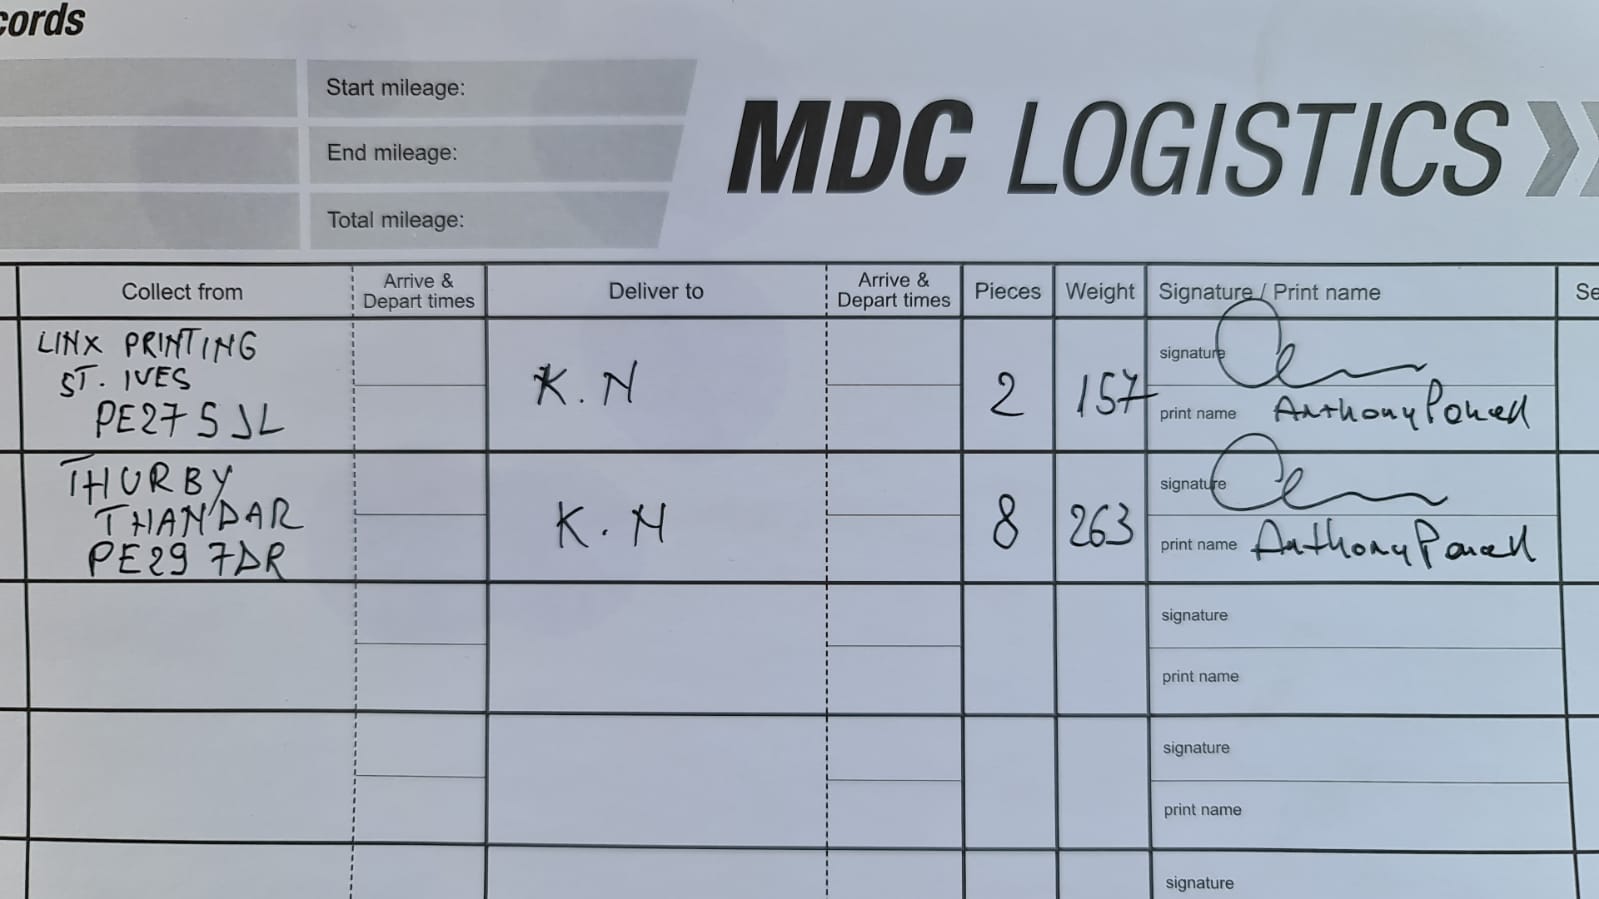 cords
Start mileage:
End mileage:
Total mileage:
MDC LOGISTICS
Collect from
Arrive & Depart times
Deliver to
Arrive & Depart times
Pieces
Weight
Signature / Print name
Se
LINX PRINTING
ST. IVES
PE27 5JL
K.N
2
157
signature
print name Anthony Powell
THURBY
THANDAR
PE29 7DR
K.N
8
263
signature
print name Anthony Powell
signature
print name
signature
print name
signature